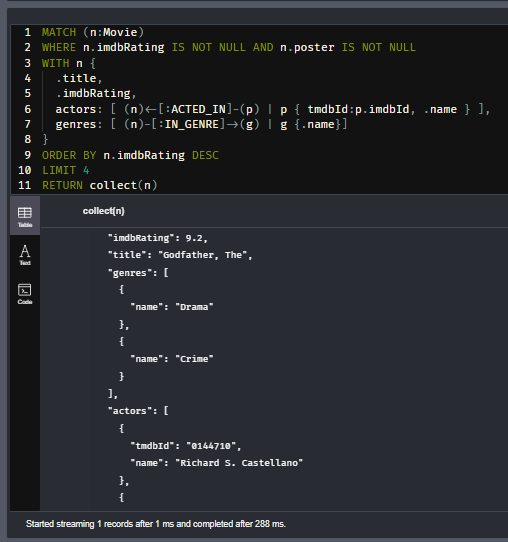 1 MATCH (n:Movie)
2 WHERE n.imdbRating IS NOT NULL AND n.poster IS NOT NULL
3 WITH n {
4 .title,
5 .imdbRating,
6 actors: [ (n)<-[:ACTED_IN]-(p) | p { tmdbId:p.imdbId, .name } ],
7 genres: [ (n)-[:IN_GENRE]->(g) | g {.name}]
8 }
9 ORDER BY n.imdbRating DESC
10 LIMIT 4
11 RETURN collect(n)
collect(n)
Table
Text
Code
"imdbRating": 9.2,
"title": "Godfather, The",
"genres": [
{
"name": "Drama"
},
{
"name": "Crime"
}
],
"actors": [
{
"tmdbId": "0144710",
"name": "Richard S. Castellano"
},
{
Started streaming 1 records after 1 ms and completed after 288 ms.